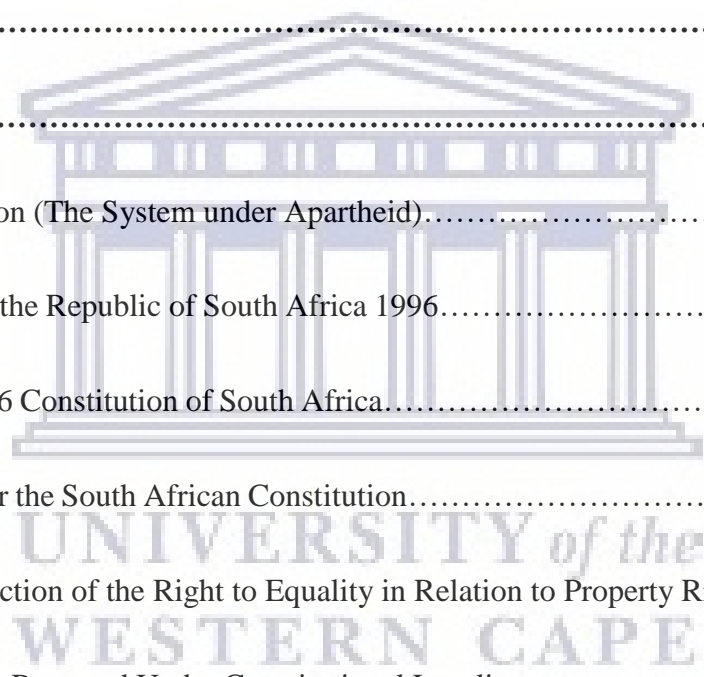 ................................................................
................................................................
on (The System under Apartheid)................................
the Republic of South Africa 1996..............................
6 Constitution of South Africa..................................
r the South African Constitution................................
UNIVERSITY of the
ction of the Right to Equality in Relation to Property R
WESTERN CAPE